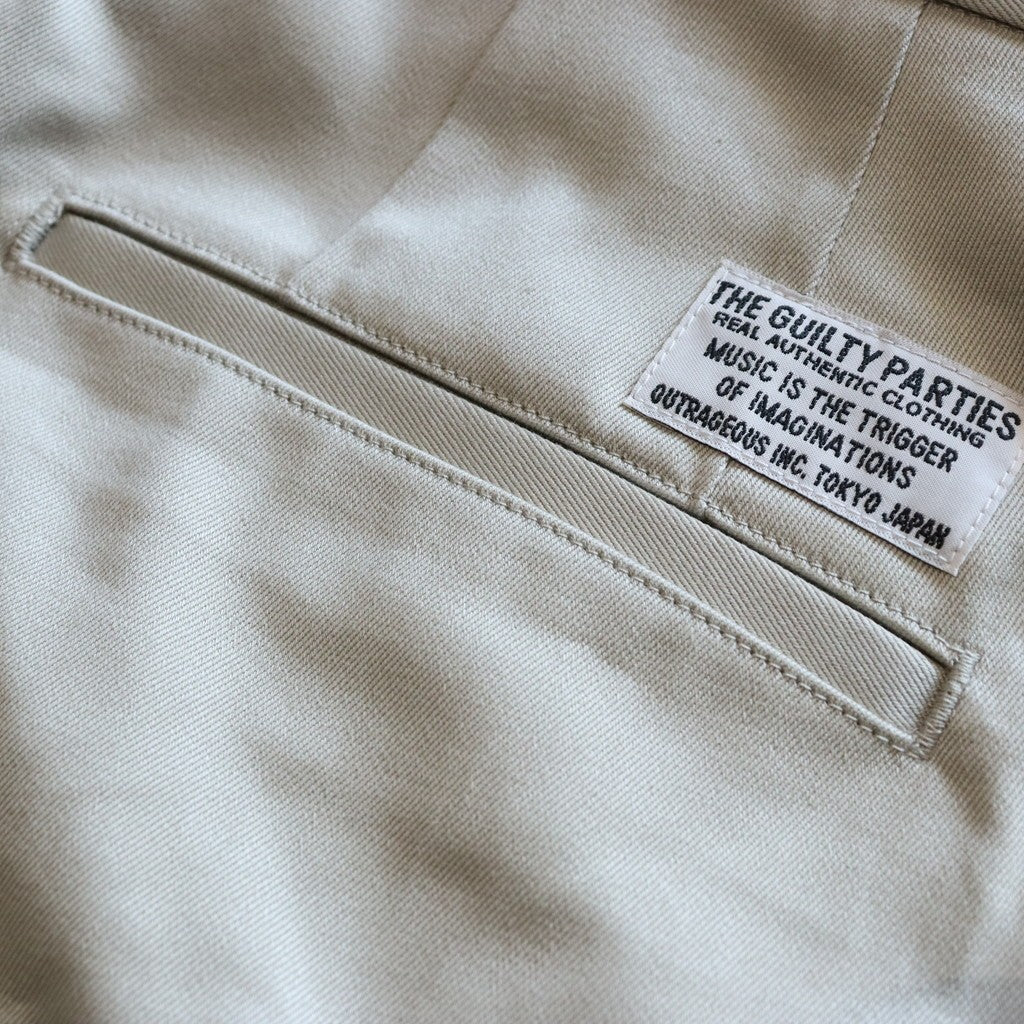 THE GUILTY PARTIES
REAL AUTHENTIC CLOTHING
MUSIC IS THE TRIGGER
OF IMAGINATIONS
OUTRAGEOUS INC. TOKYO JAPAN